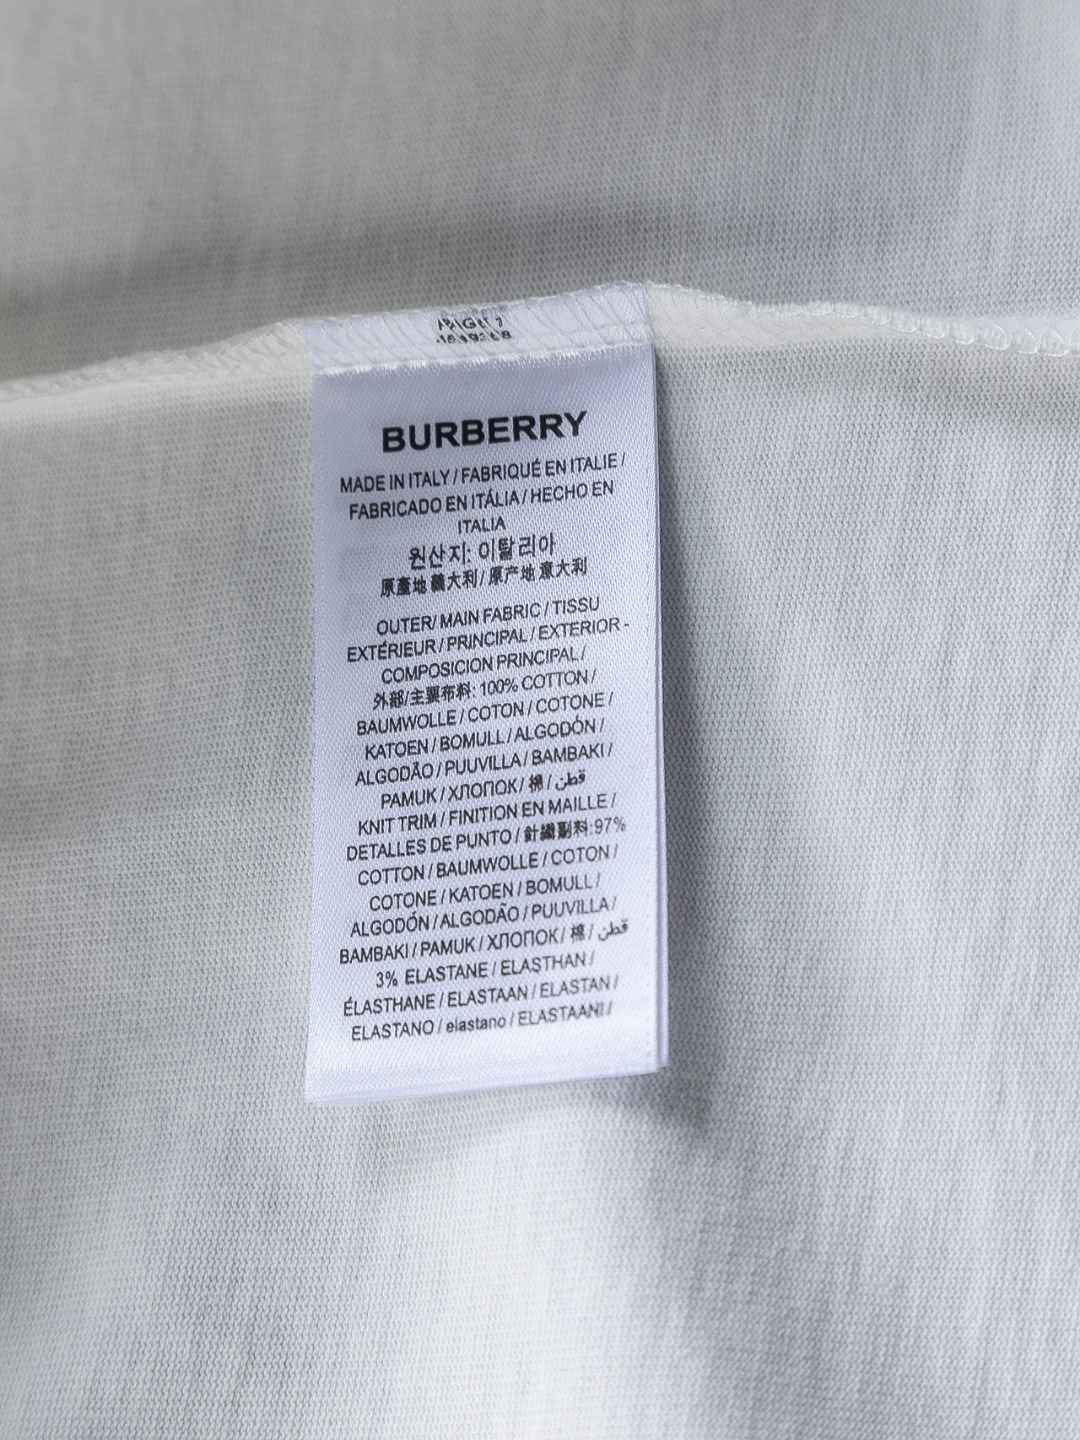 PAGE 1
BURBERRY
MADE IN ITALY / FABRIQUÉ EN ITALIE /
FABRICADO EN ITÁLIA / HECHO EN
ITALIA
원산지: 이탈리아
原產地 義大利 / 原产地 意大利
OUTER/ MAIN FABRIC / TISSU
EXTÉRIEUR / PRINCIPAL / EXTERIOR -
COMPOSICION PRINCIPAL /
外部/主要布料: 100% COTTON /
BAUMWOLLE / COTON / COTONE /
KATOEN / BOMULL / ALGODÓN /
ALGODÃO / PUUVILLA / BAMBAKI /
PAMUK / ХЛОПОК / 棉 / قطن
KNIT TRIM / FINITION EN MAILLE /
DETALLES DE PUNTO / 針織副料:97%
COTTON / BAUMWOLLE / COTON /
COTONE / KATOEN / BOMULL /
ALGODÓN / ALGODÃO / PUUVILLA /
BAMBAKI / PAMUK / ХЛОПОК / 棉 / قطن
3% ELASTANE / ELASTHAN /
ÉLASTHANE / ELASTAAN / ELASTAN /
ELASTANO / elastano / ELASTAANI /